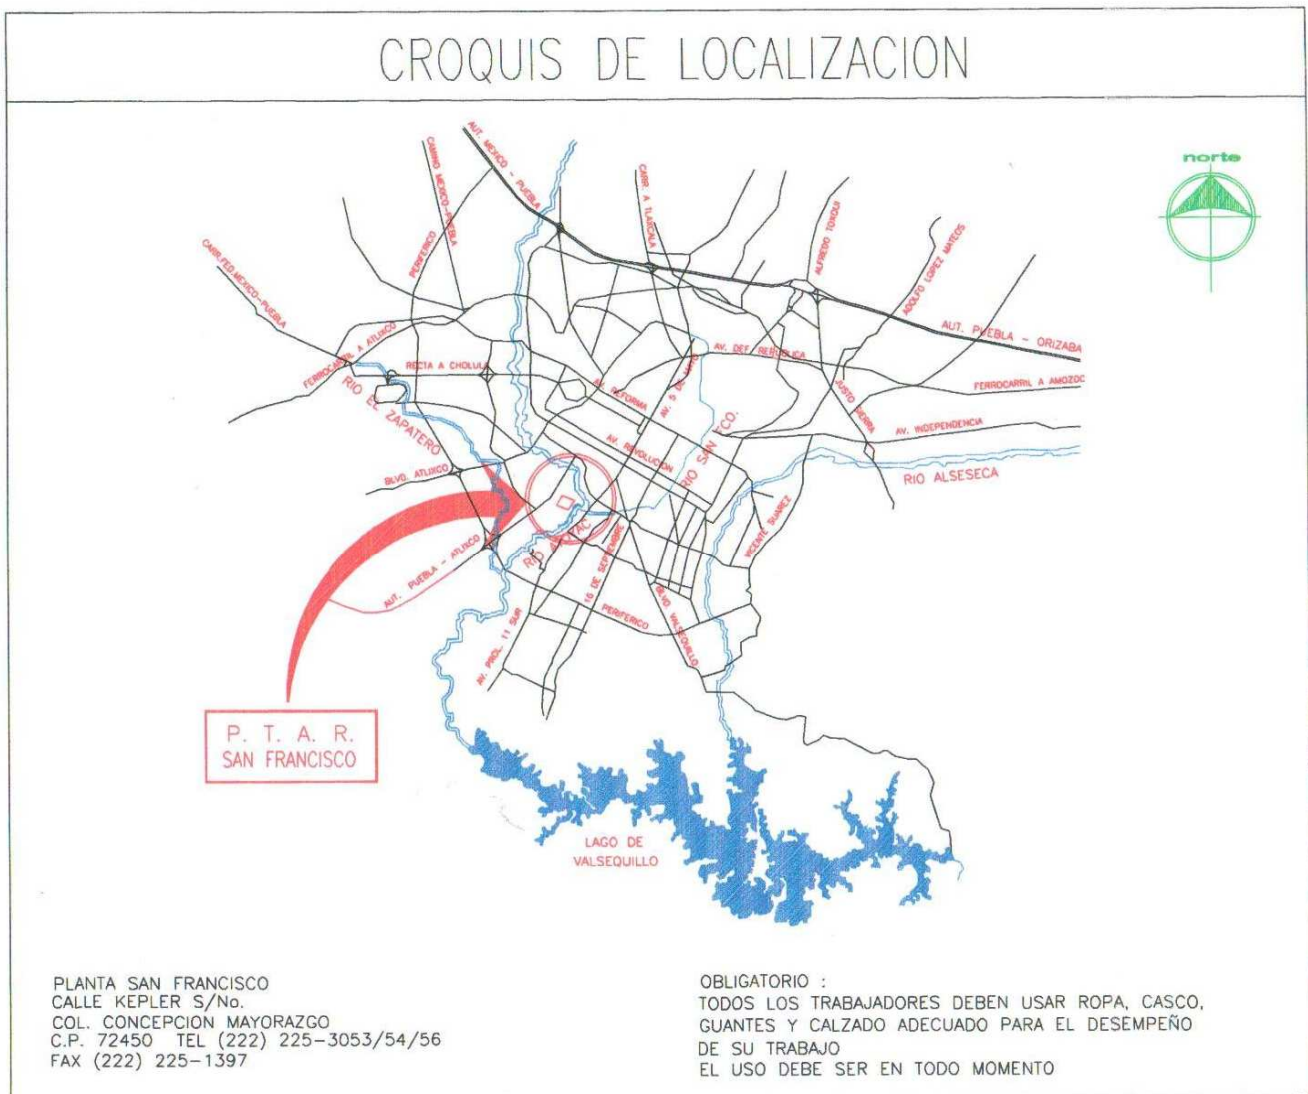 CROQUIS DE LOCALIZACION
norte
AUT. MEXICO - PUEBLA
CAMINO MEXICO-PUEBLA
PERIFERICO
CARR. A TLAXCALA
ADOLFO LOPEZ MATEOS
CARR.FED.MEXICO-PUEBLA
AUT. PUEBLA - ORIZABA
FERROCARRIL A ATLIXCO
RECTA A CHOLULA
AV. DEF. REPUBLICA
FERROCARRIL A AMOZOC
RIO EL ZAPATERO
AV. REFORMA
AV. 5 DE MAYO
JUSTO SIERRA
AV. INDEPENDENCIA
AV. REVOLUCION
RIO SAN FCO.
BLVD. ATLIXCO
RIO ALSESECA
VICENTE SUAREZ
AUT. PUEBLA - ATLIXCO
16 DE SEPTIEMBRE
PERIFERICO
BLVD. VALSEQUILLO
AV. PROL. 11 SUR
P. T. A. R.
SAN FRANCISCO
LAGO DE
VALSEQUILLO
PLANTA SAN FRANCISCO
CALLE KEPLER S/No.
COL. CONCEPCION MAYORAZGO
C.P. 72450 TEL (222) 225-3053/54/56
FAX (222) 225-1397
OBLIGATORIO :
TODOS LOS TRABAJADORES DEBEN USAR ROPA, CASCO,
GUANTES Y CALZADO ADECUADO PARA EL DESEMPEÑO
DE SU TRABAJO
EL USO DEBE SER EN TODO MOMENTO